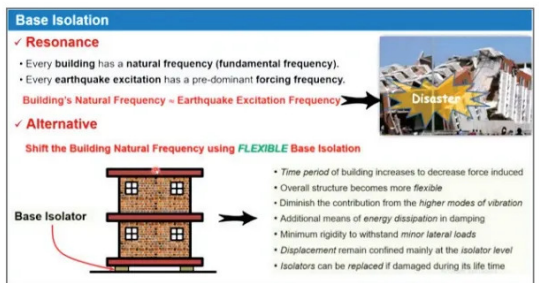 Base Isolation
✓ Resonance
• Every building has a natural frequency (fundamental frequency).
• Every earthquake excitation has a pre-dominant forcing frequency.
Building's Natural Frequency ≈ Earthquake Excitation Frequency
Disaster
✓ Alternative
Shift the Building Natural Frequency using FLEXIBLE Base Isolation
Base Isolator
• Time period of building increases to decrease force induced
• Overall structure becomes more flexible
• Diminish the contribution from the higher modes of vibration
• Additional means of energy dissipation in damping
• Minimum rigidity to withstand minor lateral loads
• Displacement remain confined mainly at the isolator level
• Isolators can be replaced if damaged during its life time